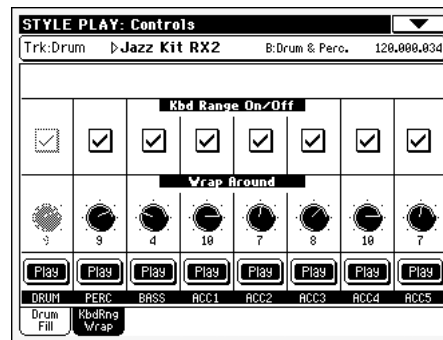 STYLE PLAY: Controls
Trk:Drum ▷Jazz Kit RX2 B:Drum & Perc. 120.000.034
Kbd Range On/Off
Wrap Around
9 9 4 10 7 8 10 7
Play Play Play Play Play Play Play Play
DRUM PERC BASS ACC1 ACC2 ACC3 ACC4 ACC5
Drum Fill KbdRng Wrap